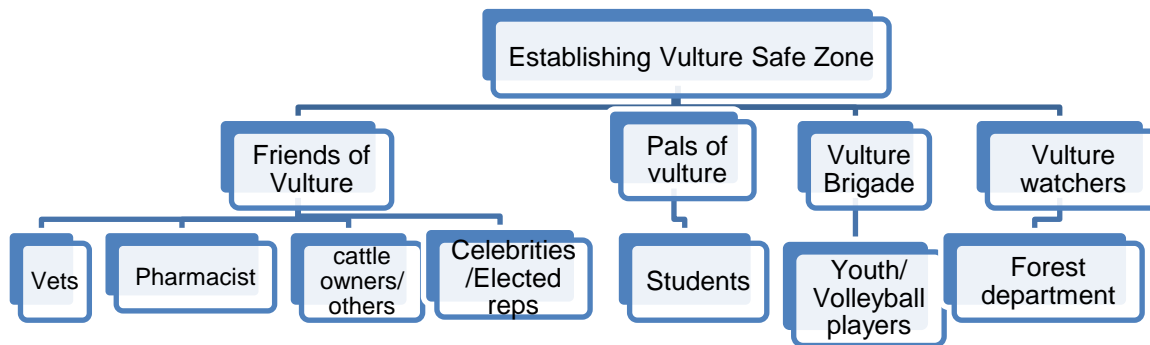 Establishing Vulture Safe Zone
Friends of
Vulture
Pals of
vulture
Vulture
Brigade
Vulture
watchers
Vets
Pharmacist
cattle
owners/
others
Celebrities
/Elected
reps
Students
Youth/
Volleyball
players
Forest
department